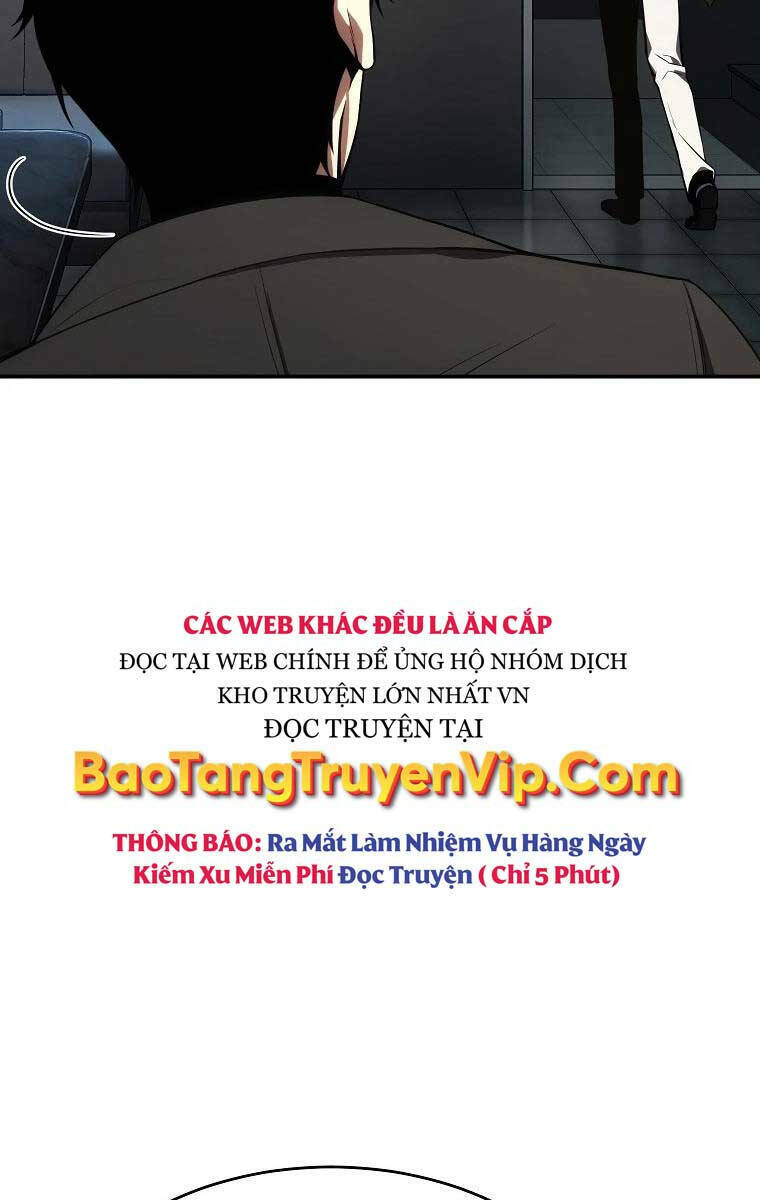 CÁC WEB KHÁC ĐỀU LÀ ĂN CẮP
ĐỌC TẠI WEB CHÍNH ĐỂ ỦNG HỘ NHÓM DỊCH
KHO TRUYỆN LỚN NHẤT VN
ĐỌC TRUYỆN TẠI
BaoTangTruyenVip.Com
THÔNG BÁO: Ra Mắt Làm Nhiệm Vụ Hàng Ngày
Kiếm Xu Miễn Phí Đọc Truyện ( Chỉ 5 Phút)